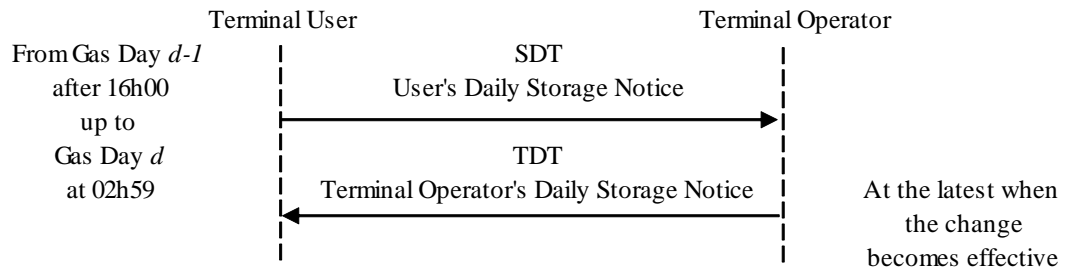 Terminal User
Terminal Operator
From Gas Day d-1
after 16h00
up to
Gas Day d
at 02h59
SDT
User's Daily Storage Notice
TDT
Terminal Operator's Daily Storage Notice
At the latest when
the change
becomes effective